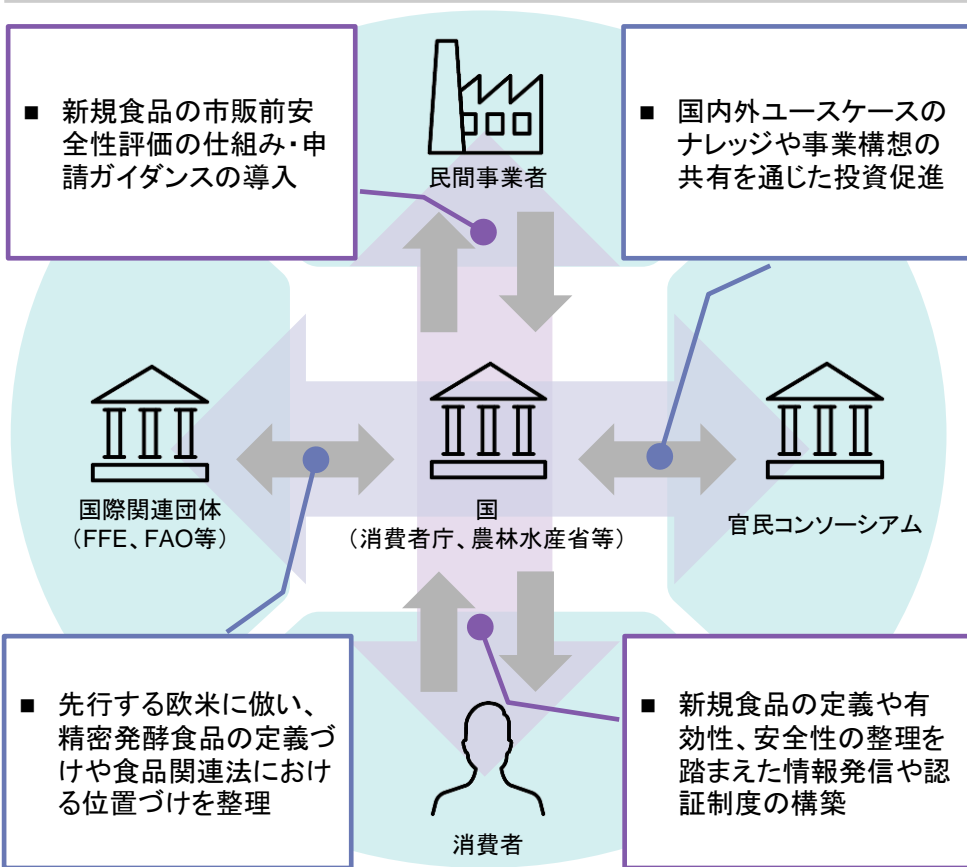 ■ 新規食品の市販前安
全性評価の仕組み・申
請ガイダンスの導入
民間事業者
■ 国内外ユースケースの
ナレッジや事業構想の
共有を通じた投資促進
国際関連団体
（FFE、FAO等）
国
（消費者庁、農林水産省等）
官民コンソーシアム
■ 先行する欧米に倣い、
精密発酵食品の定義づ
けや食品関連法におけ
る位置づけを整理
消費者
■ 新規食品の定義や有
効性、安全性の整理を
踏まえた情報発信や認
証制度の構築